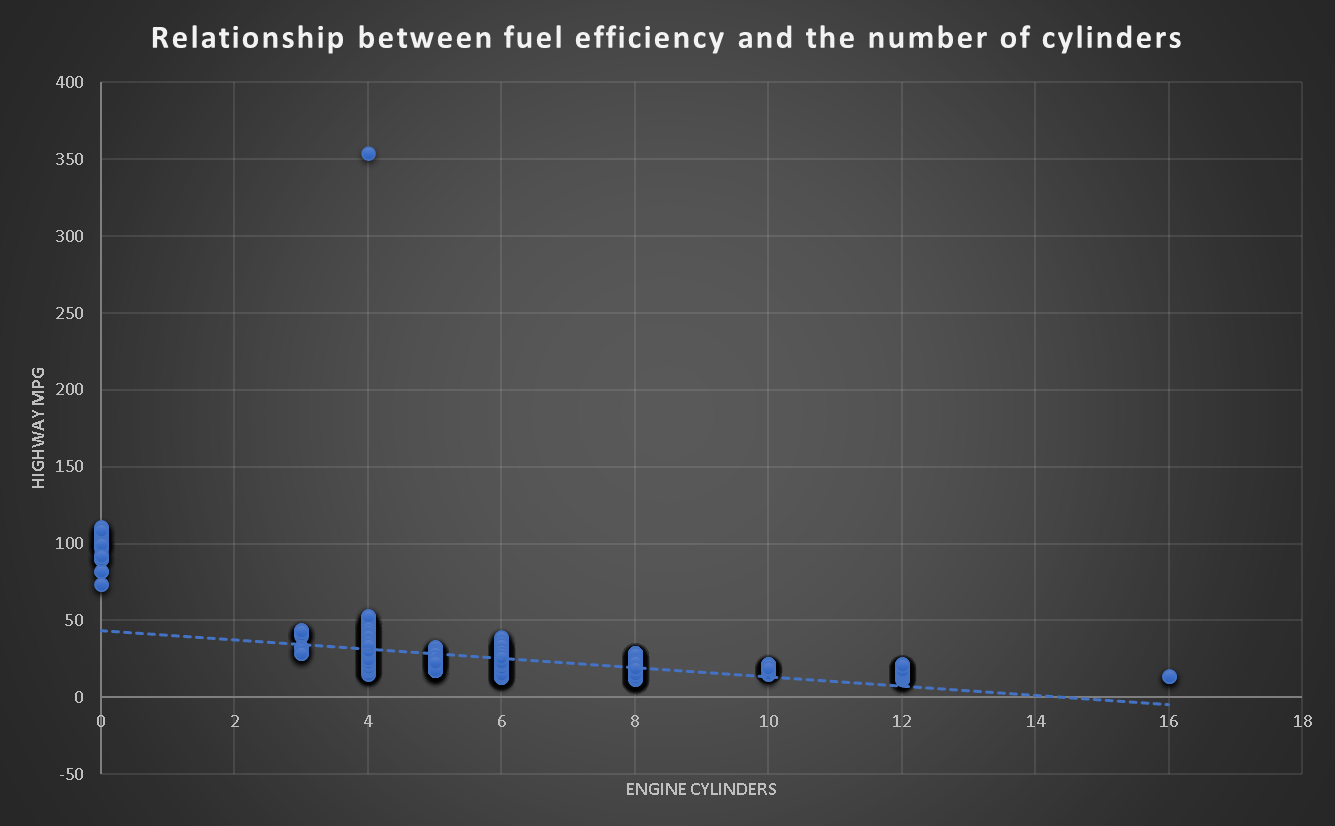 Relationship between fuel efficiency and the number of cylinders
400
350
300
250
200
150
100
50
0
-50
HIGHWAY MPG
0 2 4 6 8 10 12 14 16 18
ENGINE CYLINDERS